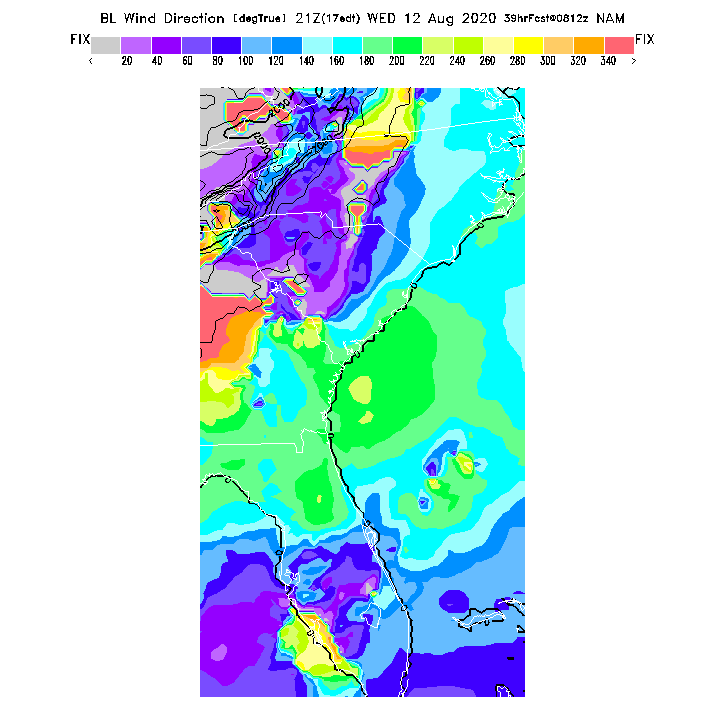 BL Wind Direction [degTrue] 21Z(17edt) WED 12 Aug 2020 39hrFcst@0812z NAM
FIX FIX
< 20 40 60 80 100 120 140 160 180 200 220 240 260 280 300 320 340 >